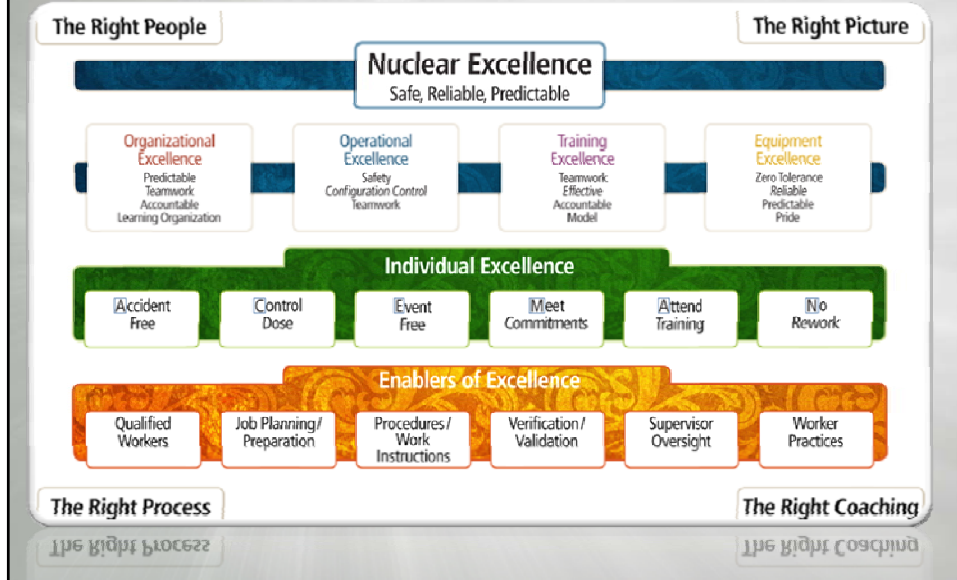 The Right People
The Right Picture
Nuclear Excellence
Safe, Reliable, Predictable
Organizational
Excellence
Predictable
Teamwork
Accountable
Learning Organization
Operational
Excellence
Safety
Configuration Control
Teamwork
Training
Excellence
Teamwork
Effective
Accountable
Model
Equipment
Excellence
Zero Tolerance
Reliable
Predictable
Pride
Individual Excellence
Accident
Free
Control
Dose
Event
Free
Meet
Commitments
Attend
Training
No
Rework
Enablers of Excellence
Qualified
Workers
Job Planning/
Preparation
Procedures/
Work
Instructions
Verification/
Validation
Supervisor
Oversight
Worker
Practices
The Right Process
The Right Coaching